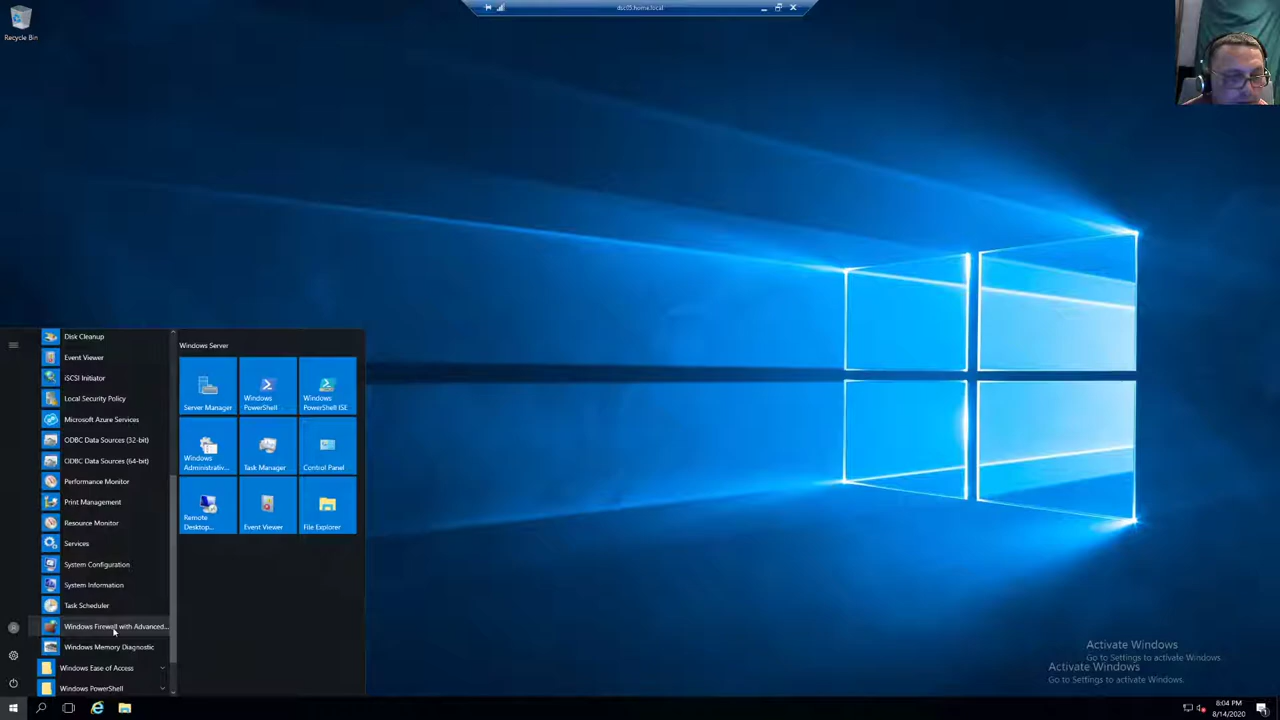 dsc05.home.local
Recycle Bin
Disk Cleanup
Event Viewer
iSCSI Initiator
Local Security Policy
Microsoft Azure Services
ODBC Data Sources (32-bit)
ODBC Data Sources (64-bit)
Performance Monitor
Print Management
Resource Monitor
Services
System Configuration
System Information
Task Scheduler
Windows Firewall with Advanced...
Windows Memory Diagnostic
Windows Ease of Access
Windows PowerShell
Windows Server
Server Manager
Windows
PowerShell
Windows
PowerShell ISE
Windows
Administrativ...
Task Manager
Control Panel
Remote
Desktop...
Event Viewer
File Explorer
Activate Windows
Go to Settings to activate Windows.
Activate Windows
Go to Settings to activate Windows.
8:04 PM
8/14/2020